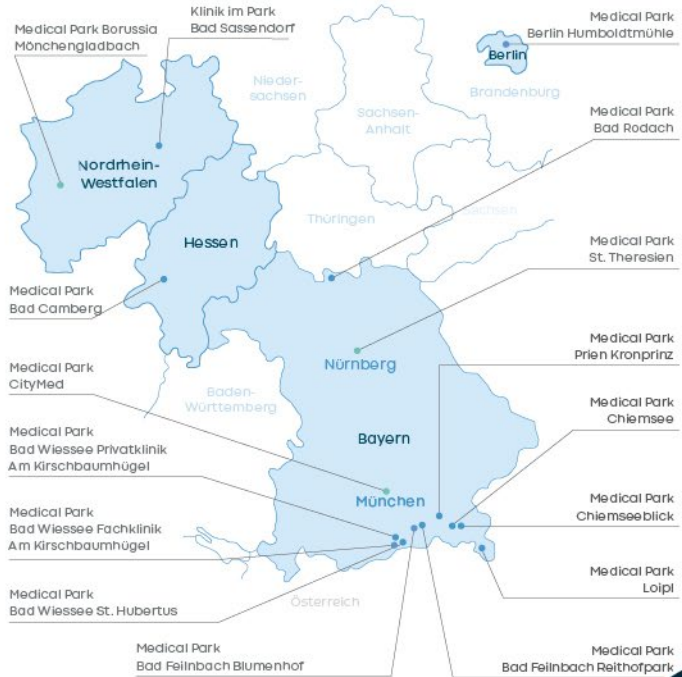 Medical Park Borussia
Mönchengladbach
Klinik im Park
Bad Sassendorf
Medical Park
Berlin Humboldtmühle
Berlin
Nieder-
sachsen
Brandenburg
Sachsen-
Anhalt
Medical Park
Bad Rodach
Nordrhein-
Westfalen
Thüringen
Sachsen
Hessen
Medical Park
St. Theresien
Medical Park
Bad Camberg
Medical Park
Prien Kronprinz
Nürnberg
Medical Park
CityMed
Baden-
Württemberg
Medical Park
Chiemsee
Bayern
Medical Park
Bad Wiessee Privatklinik
Am Kirschbaumhügel
München
Medical Park
Chiemseeblick
Medical Park
Bad Wiessee Fachklinik
Am Kirschbaumhügel
Medical Park
Loipl
Medical Park
Bad Wiessee St. Hubertus
Österreich
Medical Park
Bad Feilnbach Blumenhof
Medical Park
Bad Feilnbach Reithofpark